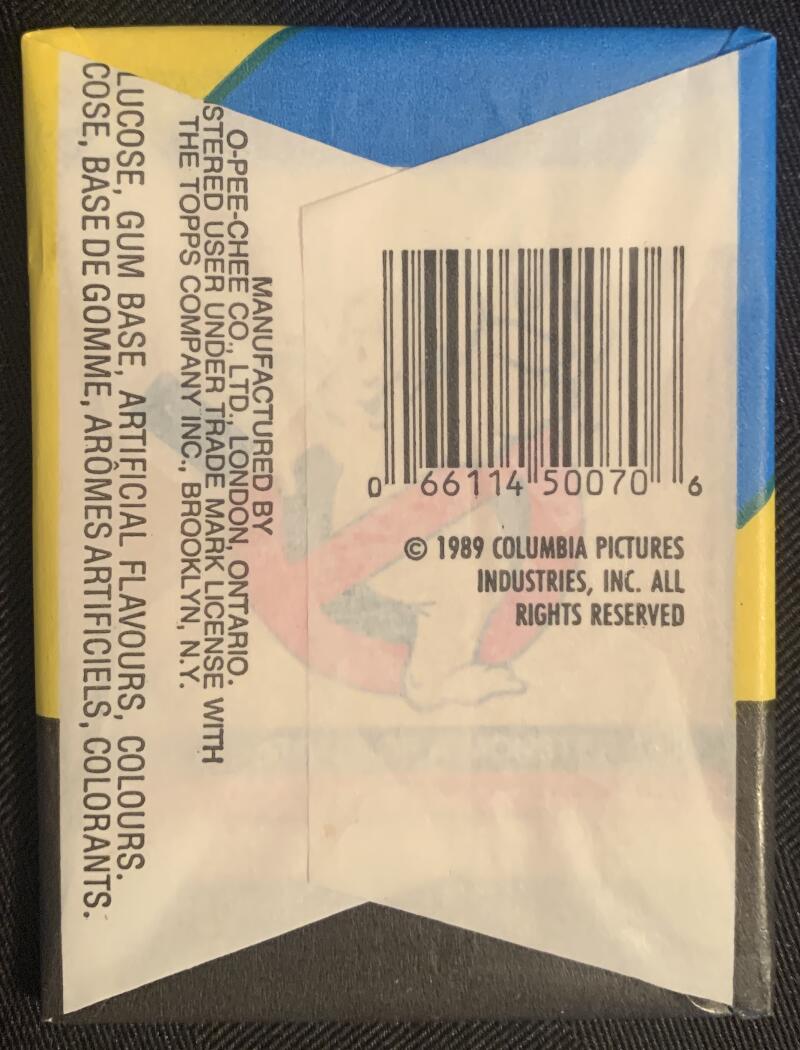 MANUFACTURED BY
O-PEE-CHEE CO., LTD., LONDON, ONTARIO.
STERED USER UNDER TRADE MARK LICENSE WITH
THE TOPPS COMPANY INC., BROOKLYN, N.Y.
LUCOSE, GUM BASE, ARTIFICIAL FLAVOURS, COLOURS.
COSE, BASE DE GOMME, ARÔMES ARTIFICIELS, COLORANTS.
0 66114 50070 6
© 1989 COLUMBIA PICTURES
INDUSTRIES, INC. ALL
RIGHTS RESERVED